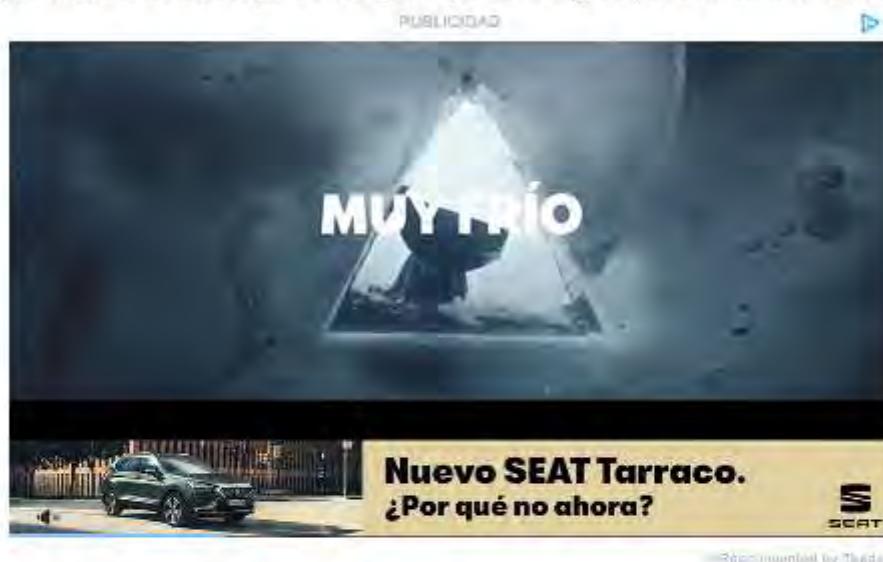 PUBLICIDAD
MUY FRÍO
Nuevo SEAT Tarraco.
¿Por qué no ahora?
SEAT